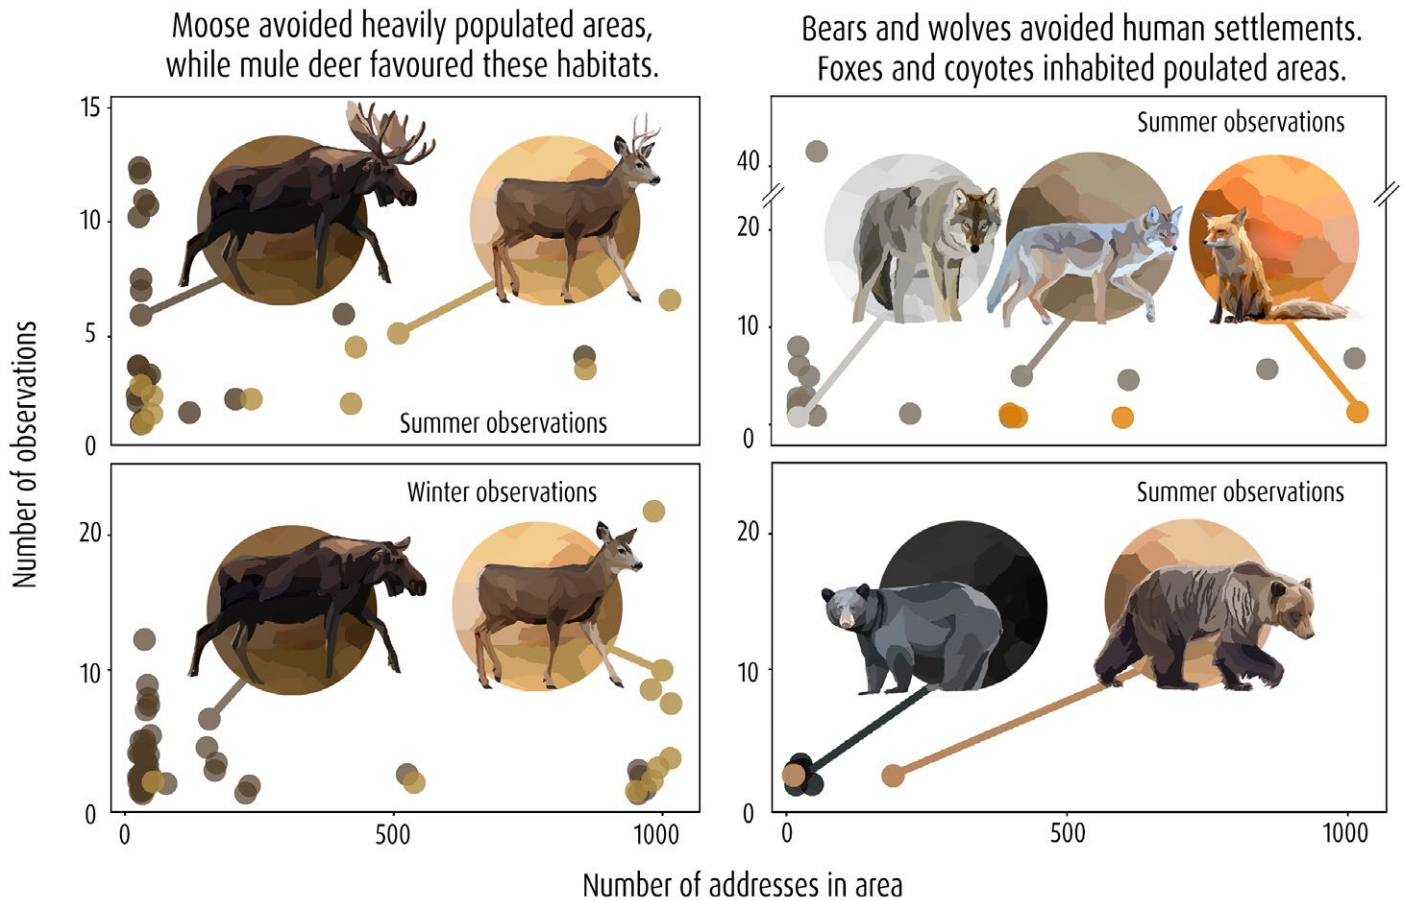 Moose avoided heavily populated areas,
while mule deer favoured these habitats.
Bears and wolves avoided human settlements.
Foxes and coyotes inhabited poulated areas.
Number of observations
15
10
5
0
Summer observations
40
20
10
0
Summer observations
20
10
0
Winter observations
0
500
1000
20
10
0
Summer observations
0
500
1000
Number of addresses in area